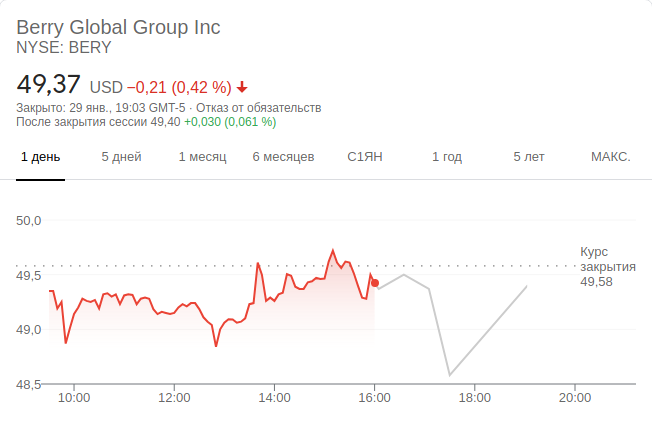 Berry Global Group Inc
NYSE: BERY
49,37 USD −0,21 (0,42 %)
Закрыто: 29 янв., 19:03 GMT-5 · Отказ от обязательств
После закрытия сессии 49,40 +0,030 (0,061 %)
1 день 5 дней 1 месяц 6 месяцев С1ЯН 1 год 5 лет МАКС.
50,0
Курс
закрытия
49,58
49,5
49,0
48,5
10:00 12:00 14:00 16:00 18:00 20:00